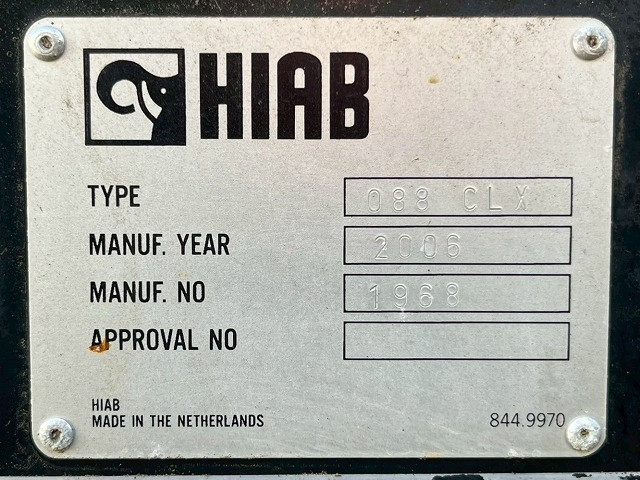 HIAB
TYPE 088 CLX
MANUF. YEAR 2006
MANUF. NO 1968
APPROVAL NO
HIAB
MADE IN THE NETHERLANDS 844.9970